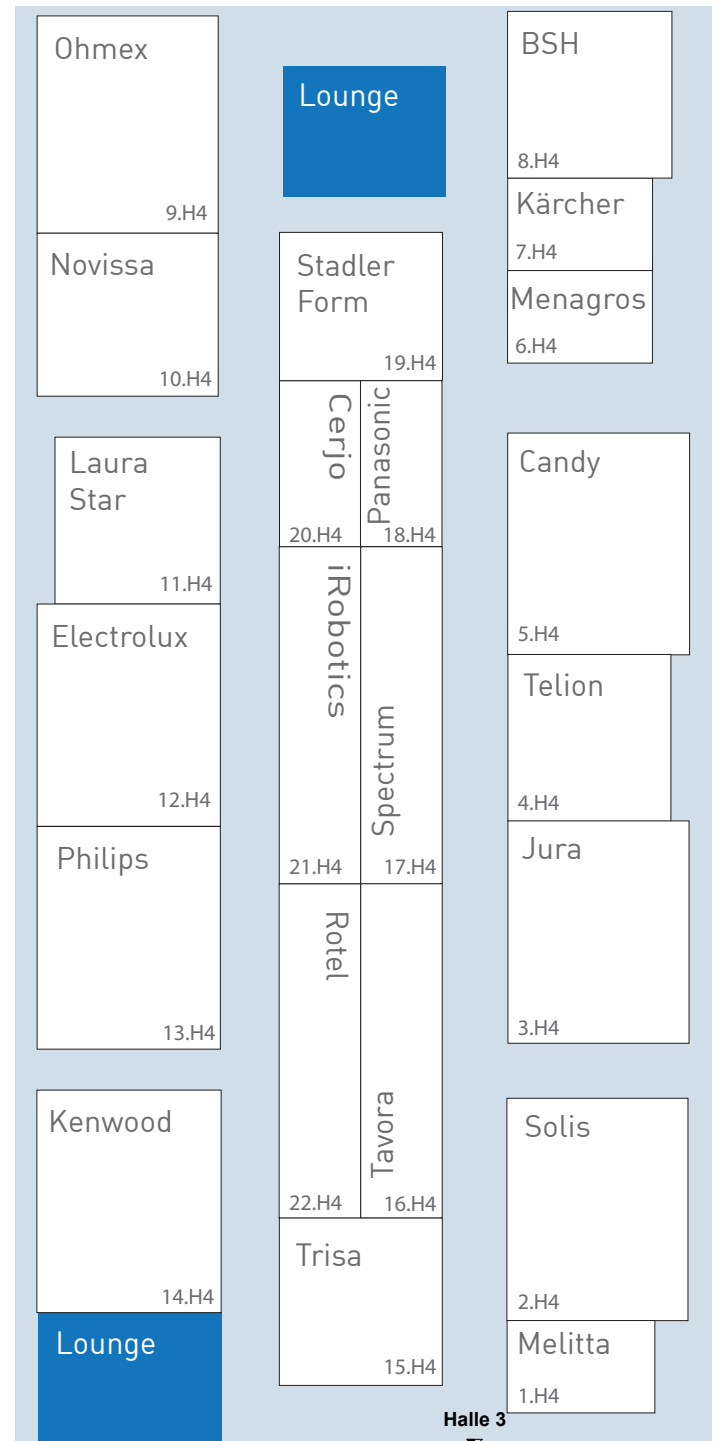 Ohmex
9.H4
Novissa
10.H4
Laura
Star
11.H4
Electrolux
12.H4
Philips
13.H4
Kenwood
14.H4
Lounge
Lounge
Stadler
Form
19.H4
Cerjo
20.H4
Panasonic
18.H4
iRobotics
21.H4
Spectrum
17.H4
Rotel
22.H4
Tavora
16.H4
Trisa
15.H4
BSH
8.H4
Kärcher
7.H4
Menagros
6.H4
Candy
5.H4
Telion
4.H4
Jura
3.H4
Solis
2.H4
Melitta
1.H4
Halle 3